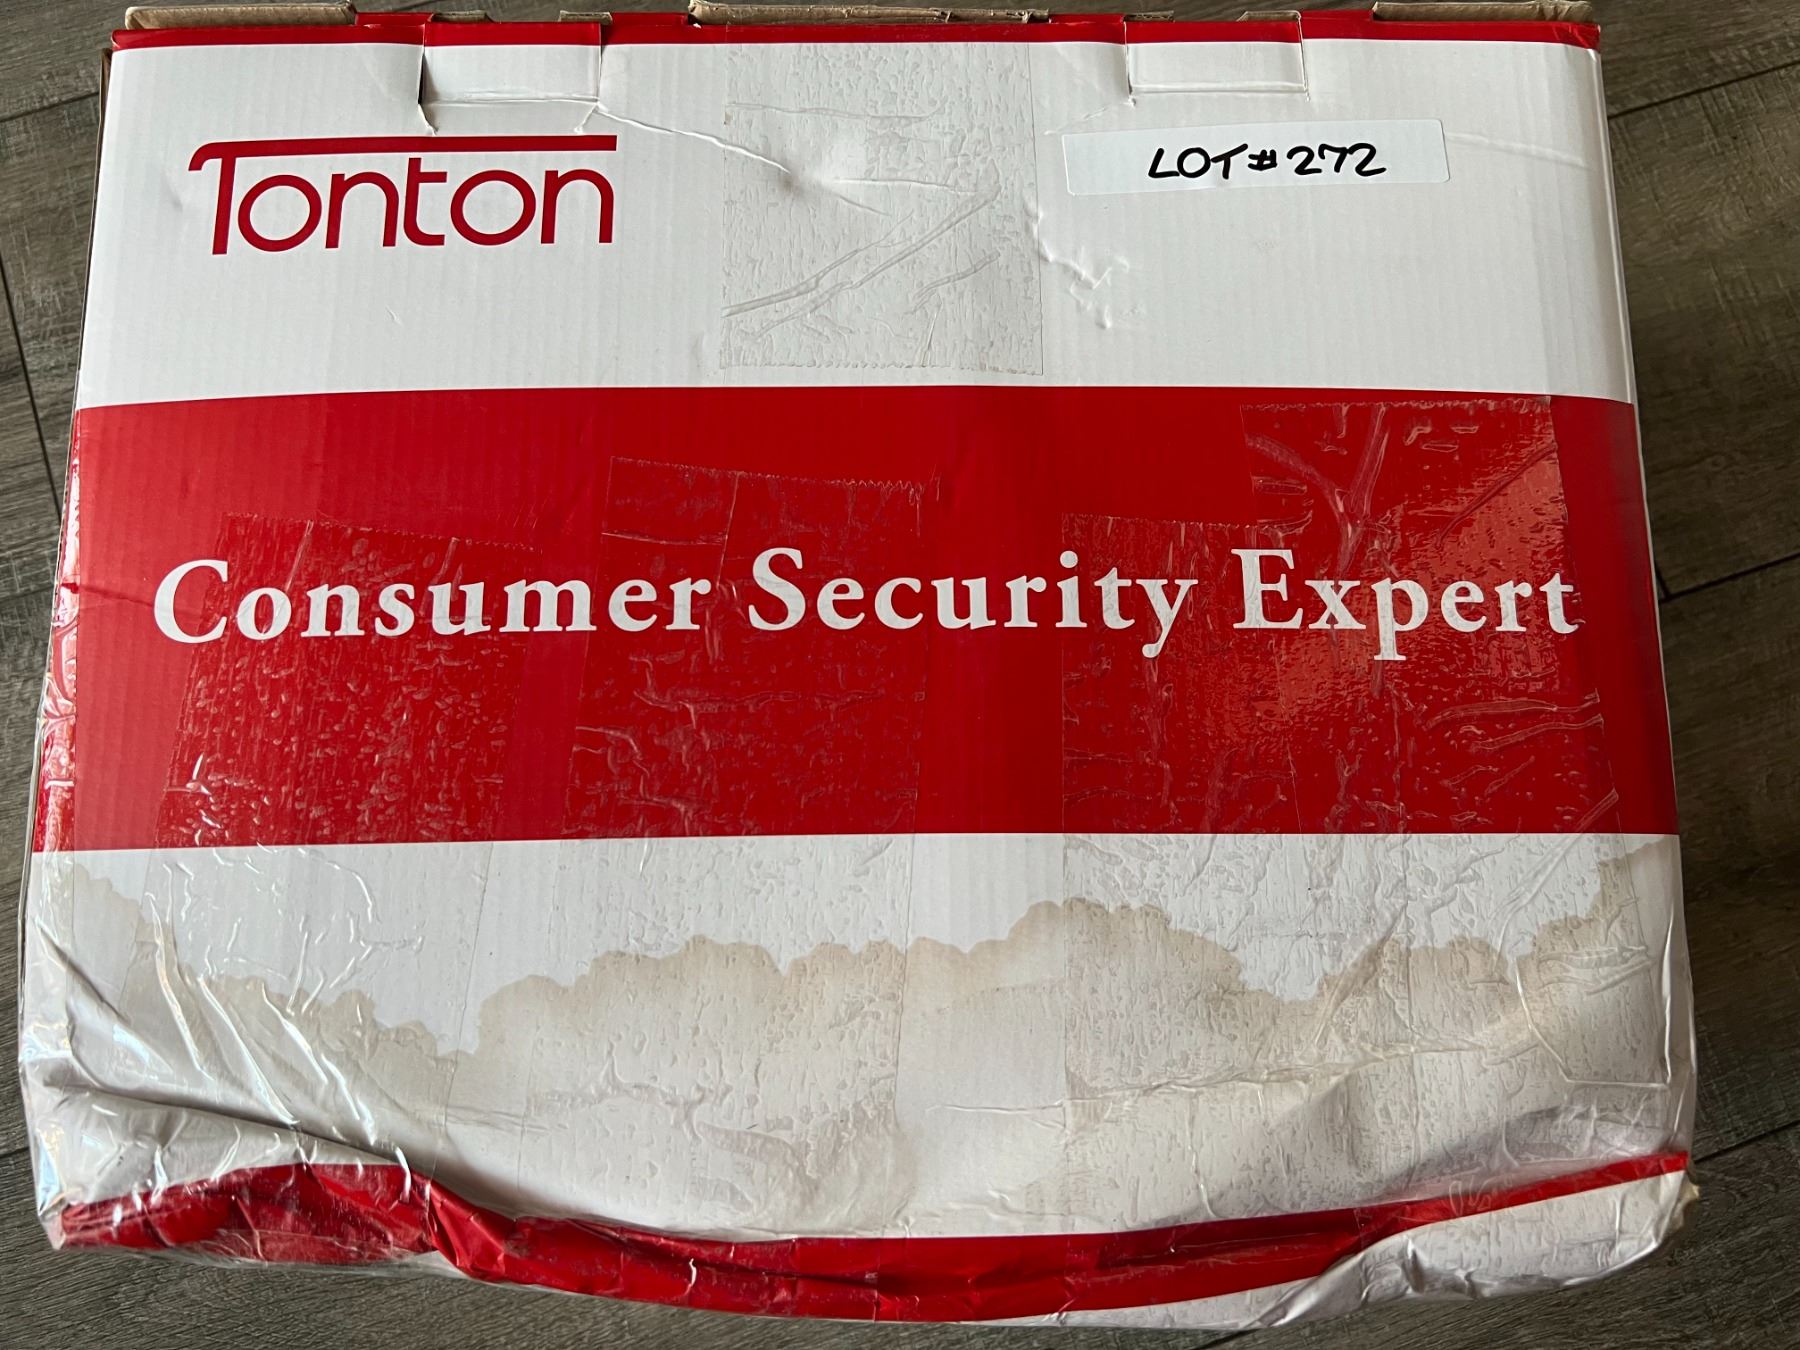 Tonton
LOT# 272
Consumer Security Expert